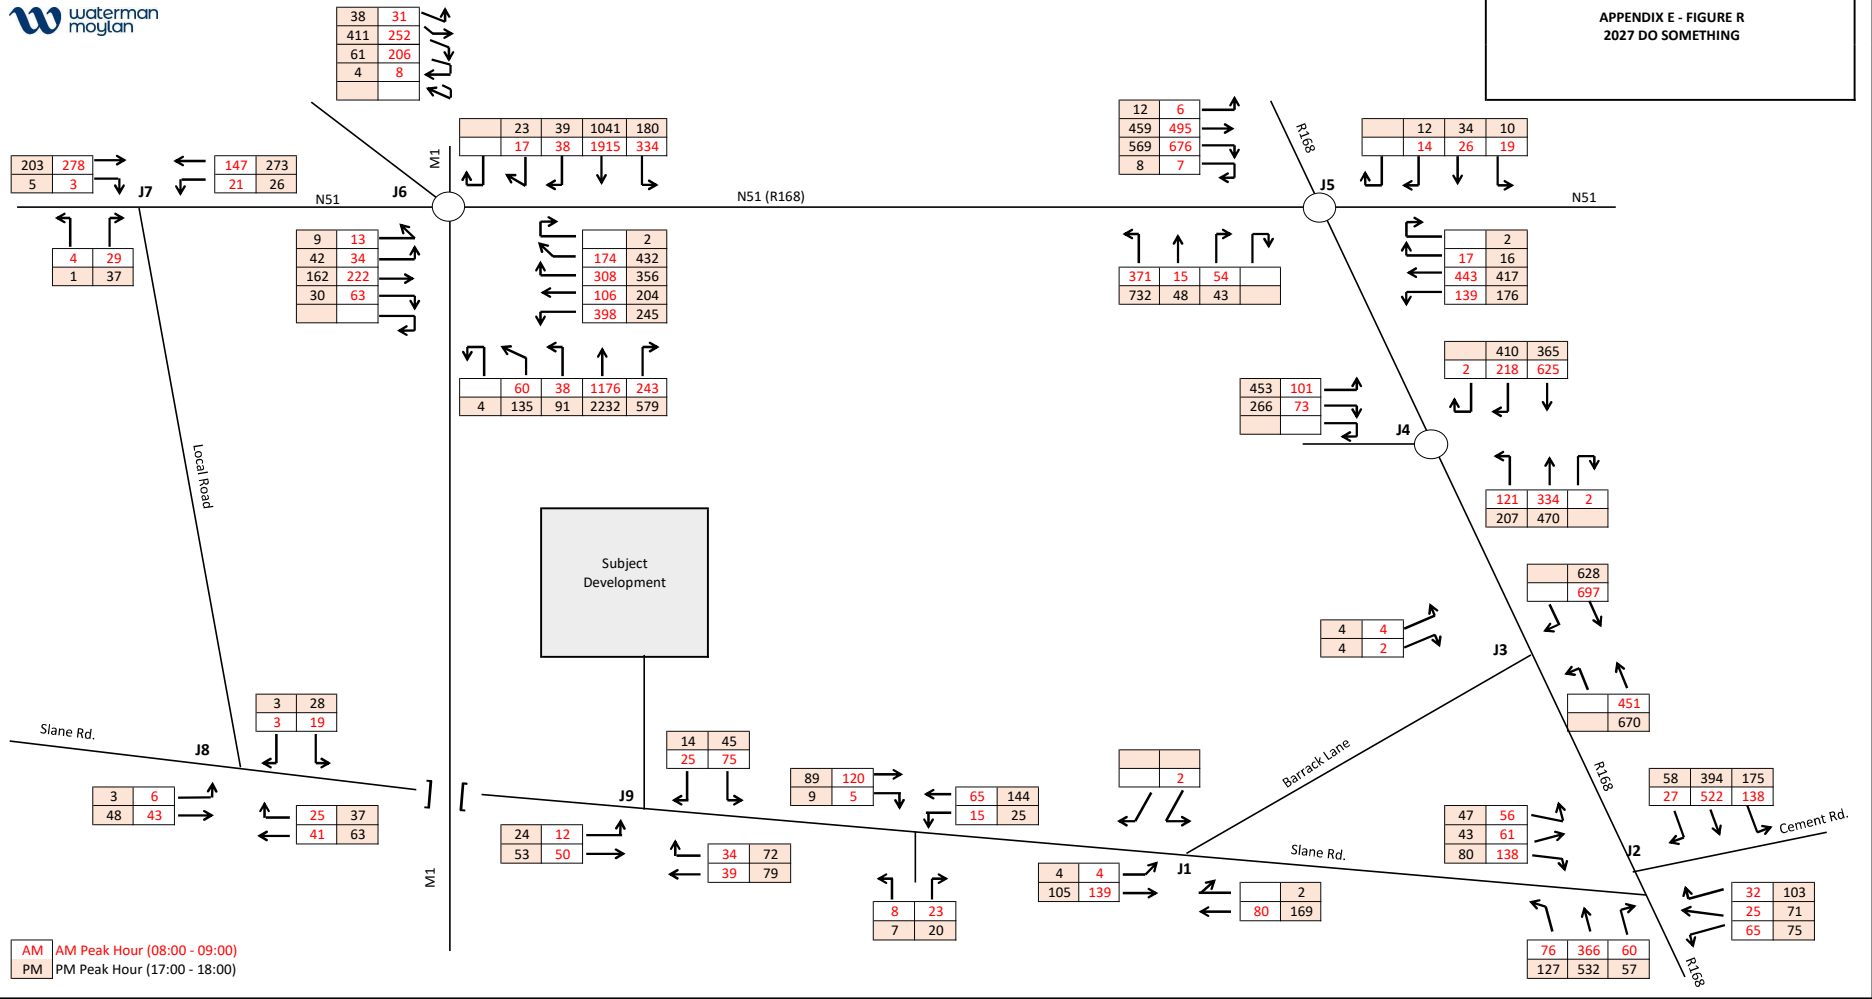 waterman
moylan
APPENDIX E - FIGURE R
2027 DO SOMETHING
38 31
411 252
61 206
4 8
M1
23 39 1041 180
17 38 1915 334
12 6
459 495
569 676
8 7
R168
12 34 10
14 26 19
203 278
5 3
147 273
21 26
J7
N51
J6
N51 (R168)
J5
N51
4 29
1 37
9 13
42 34
162 222
30 63
2
174 432
308 356
106 204
398 245
371 15 54
732 48 43
2
17 16
443 417
139 176
60 38 1176 243
4 135 91 2232 579
453 101
266 73
410 365
2 218 625
J4
Local Road
121 334 2
207 470
Subject
Development
628
697
4 4
4 2
J3
451
670
3 28
3 19
Slane Rd.
J8
3 6
48 43
25 37
41 63
] [
M1
14 45
25 75
J9
24 12
53 50
34 72
39 79
89 120
9 5
65 144
15 25
8 23
7 20
2
Barrack Lane
4 4
105 139
J1
2
80 169
Slane Rd.
R168
47 56
43 61
80 138
58 394 175
27 522 138
Cement Rd.
J2
32 103
25 71
65 75
76 366 60
127 532 57
R168
AM AM Peak Hour (08:00 - 09:00)
PM PM Peak Hour (17:00 - 18:00)